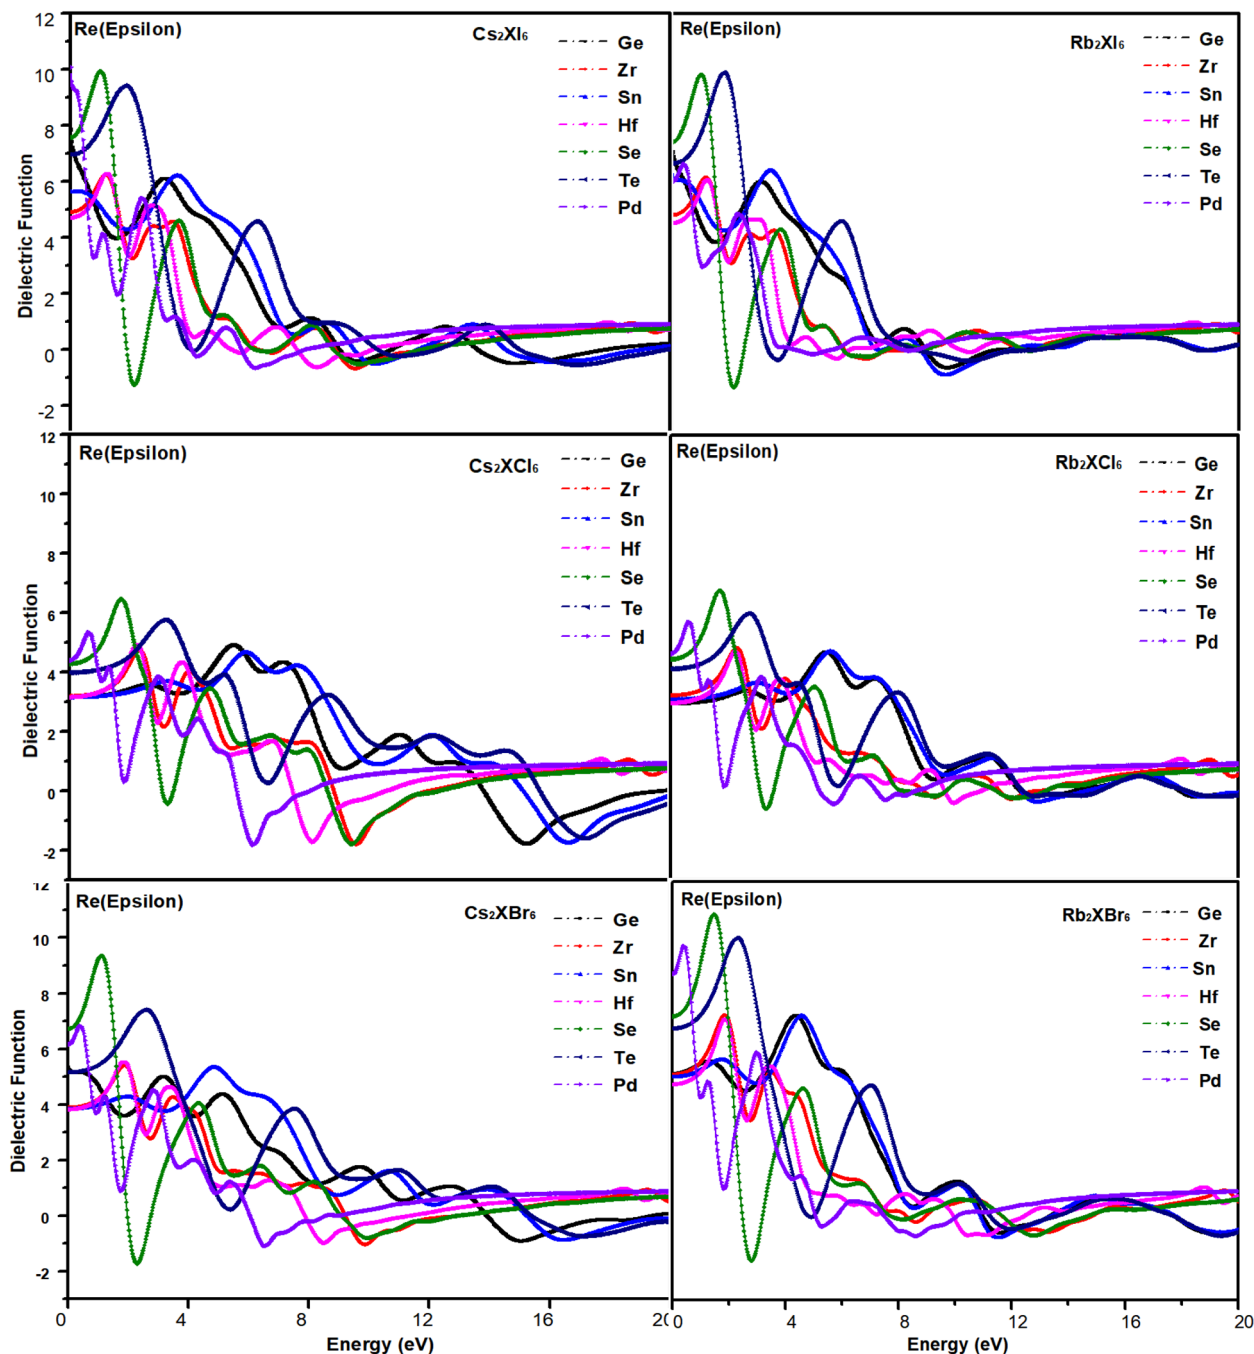 Re(Epsilon)
Cs₂XI₆
Ge
Zr
Sn
Hf
Se
Te
Pd
12
10
8
6
4
2
0
-2
Dielectric Function
Re(Epsilon)
Rb₂XI₆
Ge
Zr
Sn
Hf
Se
Te
Pd
Re(Epsilon)
Cs₂XCl₆
Ge
Zr
Sn
Hf
Se
Te
Pd
12
10
8
6
4
2
0
-2
Dielectric Function
Re(Epsilon)
Rb₂XCl₆
Ge
Zr
Sn
Hf
Se
Te
Pd
Re(Epsilon)
Cs₂XBr₆
Ge
Zr
Sn
Hf
Se
Te
Pd
12
10
8
6
4
2
0
-2
Dielectric Function
0 4 8 12 16 20
Energy (eV)
Re(Epsilon)
Rb₂XBr₆
Ge
Zr
Sn
Hf
Se
Te
Pd
0 4 8 12 16 20
Energy (eV)